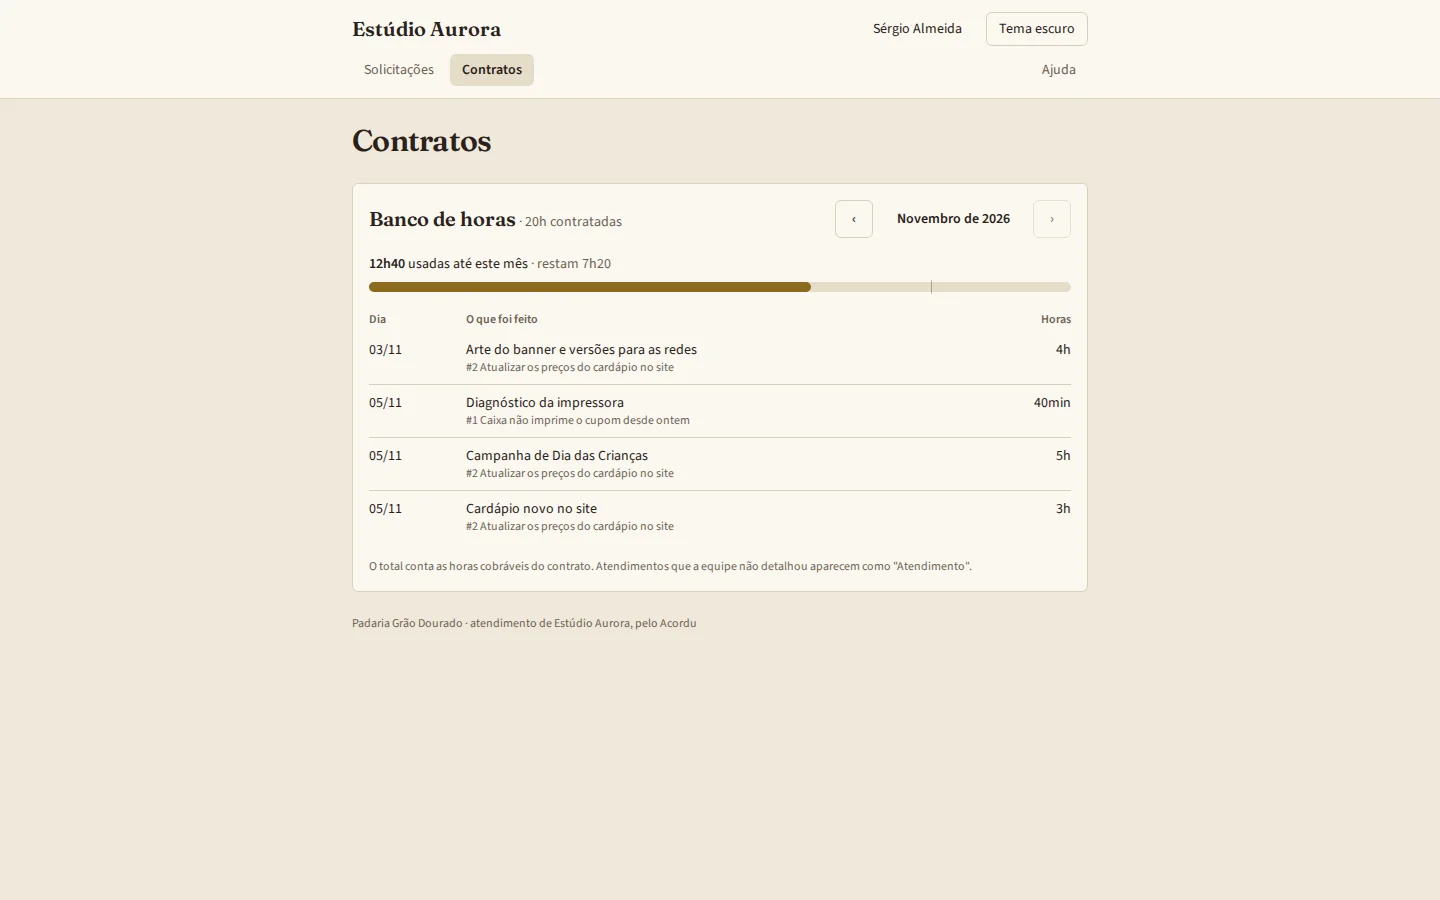 Estúdio Aurora
Sérgio Almeida
Tema escuro
Solicitações
Contratos
Ajuda
Contratos
Banco de horas · 20h contratadas
‹
Novembro de 2026
›
12h40 usadas até este mês · restam 7h20
Dia
O que foi feito
Horas
03/11
Arte do banner e versões para as redes
4h
#2 Atualizar os preços do cardápio no site
05/11
Diagnóstico da impressora
40min
#1 Caixa não imprime o cupom desde ontem
05/11
Campanha de Dia das Crianças
5h
#2 Atualizar os preços do cardápio no site
05/11
Cardápio novo no site
3h
#2 Atualizar os preços do cardápio no site
O total conta as horas cobráveis do contrato. Atendimentos que a equipe não detalhou aparecem como "Atendimento".
Padaria Grão Dourado · atendimento de Estúdio Aurora, pelo Acordu